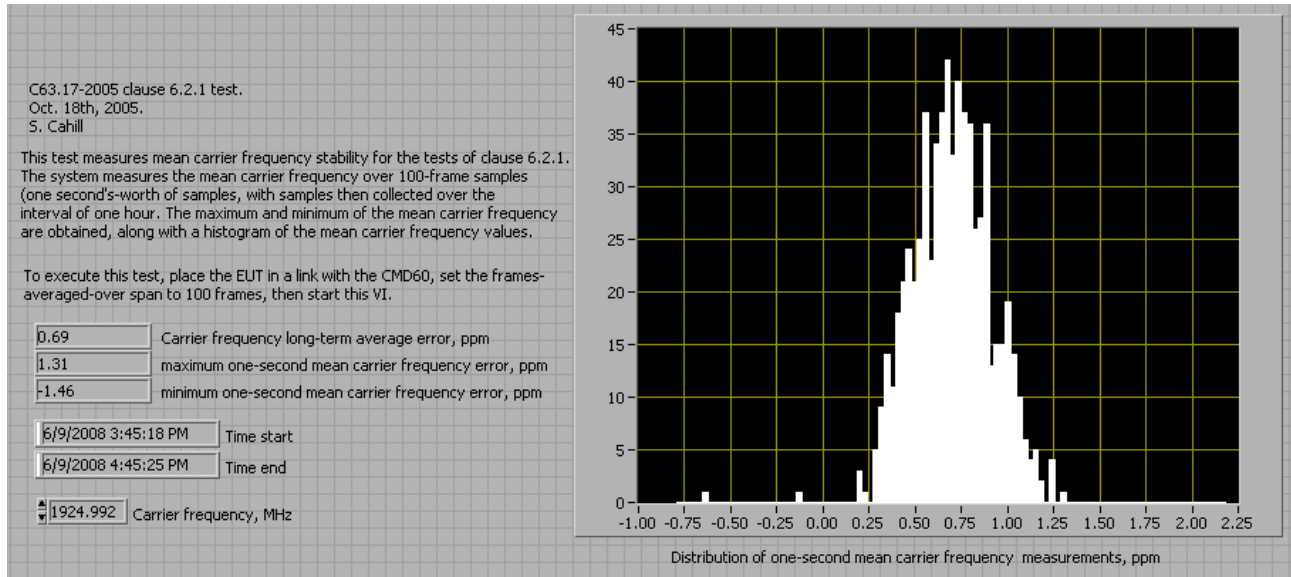 C63.17-2005 clause 6.2.1 test.
Oct. 18th, 2005.
S. Cahill
This test measures mean carrier frequency stability for the tests of clause 6.2.1.
The system measures the mean carrier frequency over 100-frame samples
(one second's-worth of samples, with samples then collected over the
interval of one hour. The maximum and minimum of the mean carrier frequency
are obtained, along with a histogram of the mean carrier frequency values.
To execute this test, place the EUT in a link with the CMD60, set the frames-
averaged-over span to 100 frames, then start this VI.
0.69 Carrier frequency long-term average error, ppm
1.31 maximum one-second mean carrier frequency error, ppm
-1.46 minimum one-second mean carrier frequency error, ppm
6/9/2008 3:45:18 PM Time start
6/9/2008 4:45:25 PM Time end
1924.992 Carrier frequency, MHz
45
40
35
30
25
20
15
10
5
0
-1.00 -0.75 -0.50 -0.25 0.00 0.25 0.50 0.75 1.00 1.25 1.50 1.75 2.00 2.25
Distribution of one-second mean carrier frequency measurements, ppm